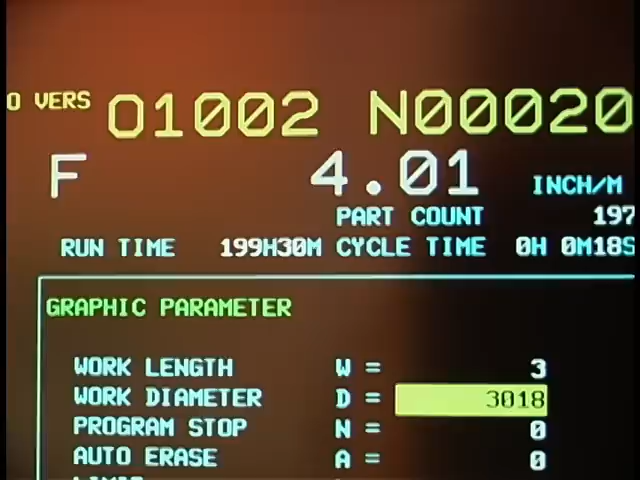 O VERS O1002 N00020
F 4.01 INCH/M
PART COUNT 197
RUN TIME 199H30M CYCLE TIME 0H 0M18S
GRAPHIC PARAMETER
WORK LENGTH W = 3
WORK DIAMETER D = 3018
PROGRAM STOP N = 0
AUTO ERASE A = 0